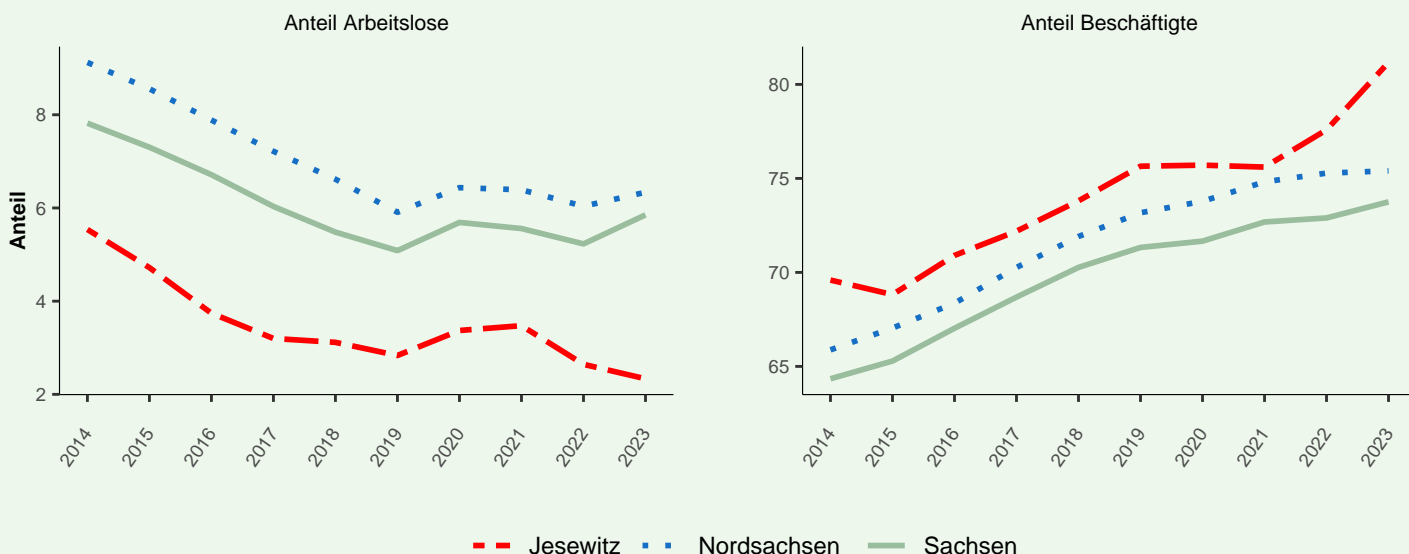 Anteil Arbeitslose
Anteil
8
6
4
2
2014 2015 2016 2017 2018 2019 2020 2021 2022 2023
Anteil Beschäftigte
80
75
70
65
2014 2015 2016 2017 2018 2019 2020 2021 2022 2023
Jesewitz Nordsachsen Sachsen